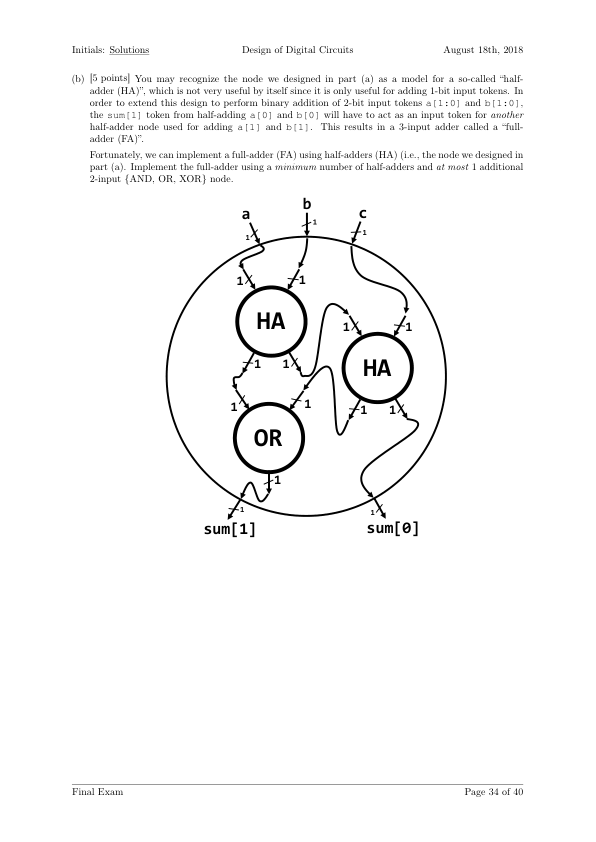 Initials: Solutions Design of Digital Circuits August 18th, 2018
(b) [5 points] You may recognize the node we designed in part (a) as a model for a so-called “half-
adder (HA)”, which is not very useful by itself since it is only useful for adding 1-bit input tokens. In
order to extend this design to perform binary addition of 2-bit input tokens a[1:0] and b[1:0],
the sum[1] token from half-adding a[0] and b[0] will have to act as an input token for another
half-adder node used for adding a[1] and b[1]. This results in a 3-input adder called a “full-
adder (FA)”.
Fortunately, we can implement a full-adder (FA) using half-adders (HA) (i.e., the node we designed in
part (a). Implement the full-adder using a minimum number of half-adders and at most 1 additional
2-input {AND, OR, XOR} node.
a b c
1 1 1
1 1
HA
1 1
HA
1 1
1 1
1 1
OR
1
1 1
sum[1] sum[0]
Final Exam Page 34 of 40